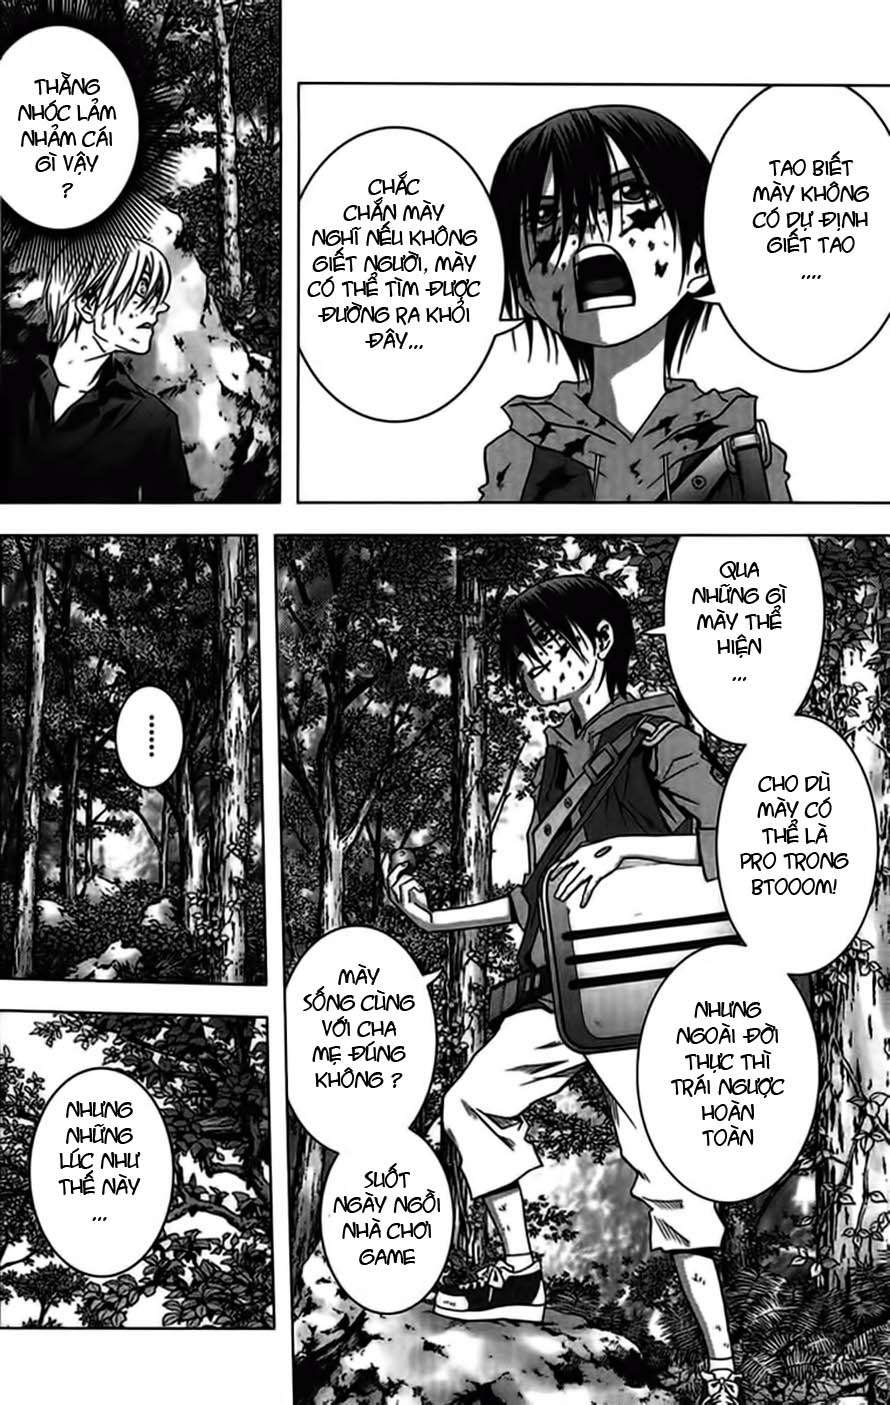 TAO BIẾT
MÀY KHÔNG
CÓ DỰ ĐỊNH
GIẾT TAO
....
CHẮC
CHẮN MÀY
NGHĨ NẾU KHÔNG
GIẾT NGƯỜI, MÀY
CÓ THỂ TÌM ĐƯỢC
ĐƯỜNG RA KHỎI
ĐÂY...
THẰNG
NHÓC LẢM
NHẢM CÁI
GÌ VẬY
?
QUA
NHỮNG GÌ
MÀY THỂ
HIỆN
...
CHO DÙ
MÀY CÓ
THỂ LÀ
PRO TRONG
BTOOOM!
NHƯNG
NGOÀI ĐỜI
THỰC THÌ
TRÁI NGƯỢC
HOÀN
TOÀN
MÀY
SỐNG CÙNG
VỚI CHA
MẸ ĐÚNG
KHÔNG ?
SUỐT
NGÀY NGỒI
NHÀ CHƠI
GAME
......
NHƯNG
NHỮNG
LÚC NHƯ
THẾ NÀY
...